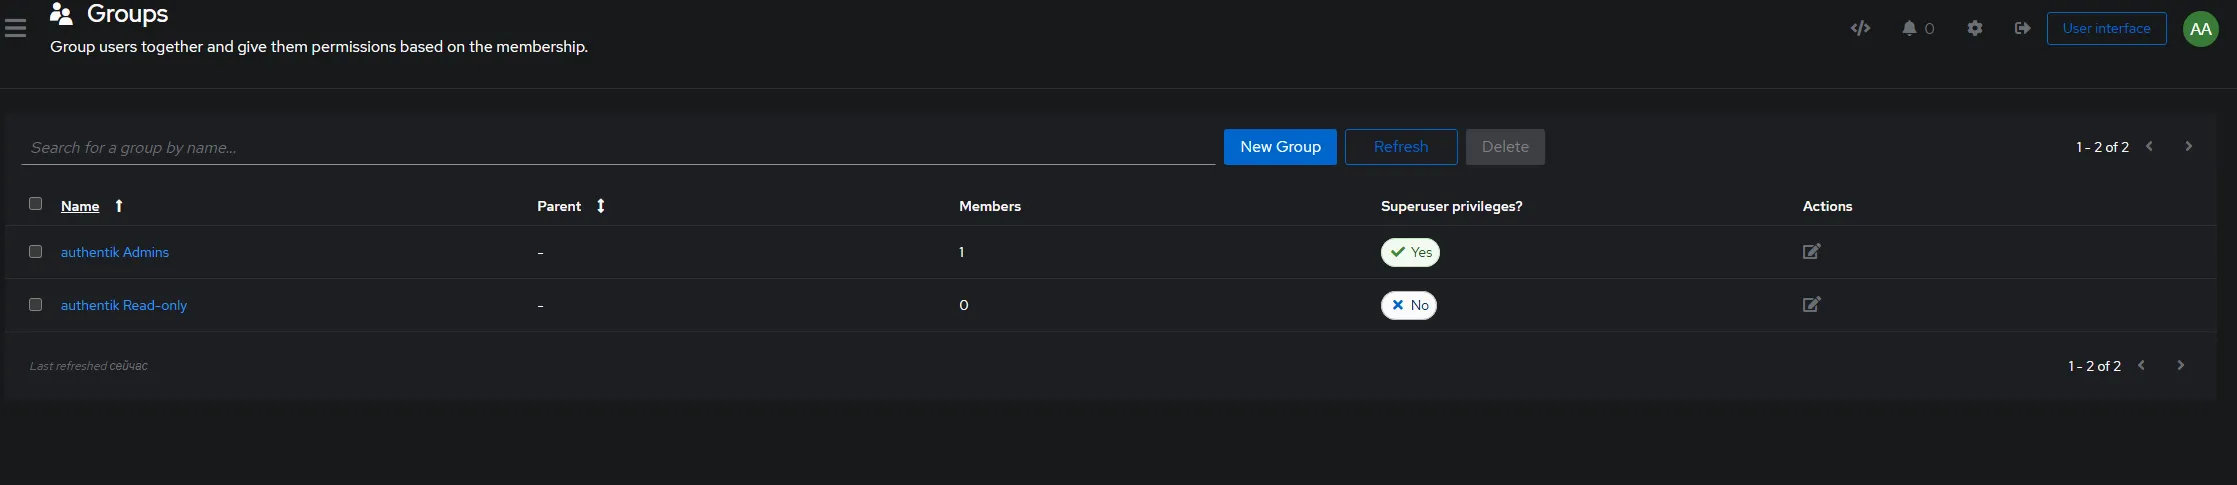 Groups
Group users together and give them permissions based on the membership.
0
User interface
AA
Search for a group by name...
New Group
Refresh
Delete
1 - 2 of 2
Name Parent Members Superuser privileges? Actions
authentik Admins - 1 Yes
authentik Read-only - 0 No
Last refreshed сейчас
1 - 2 of 2